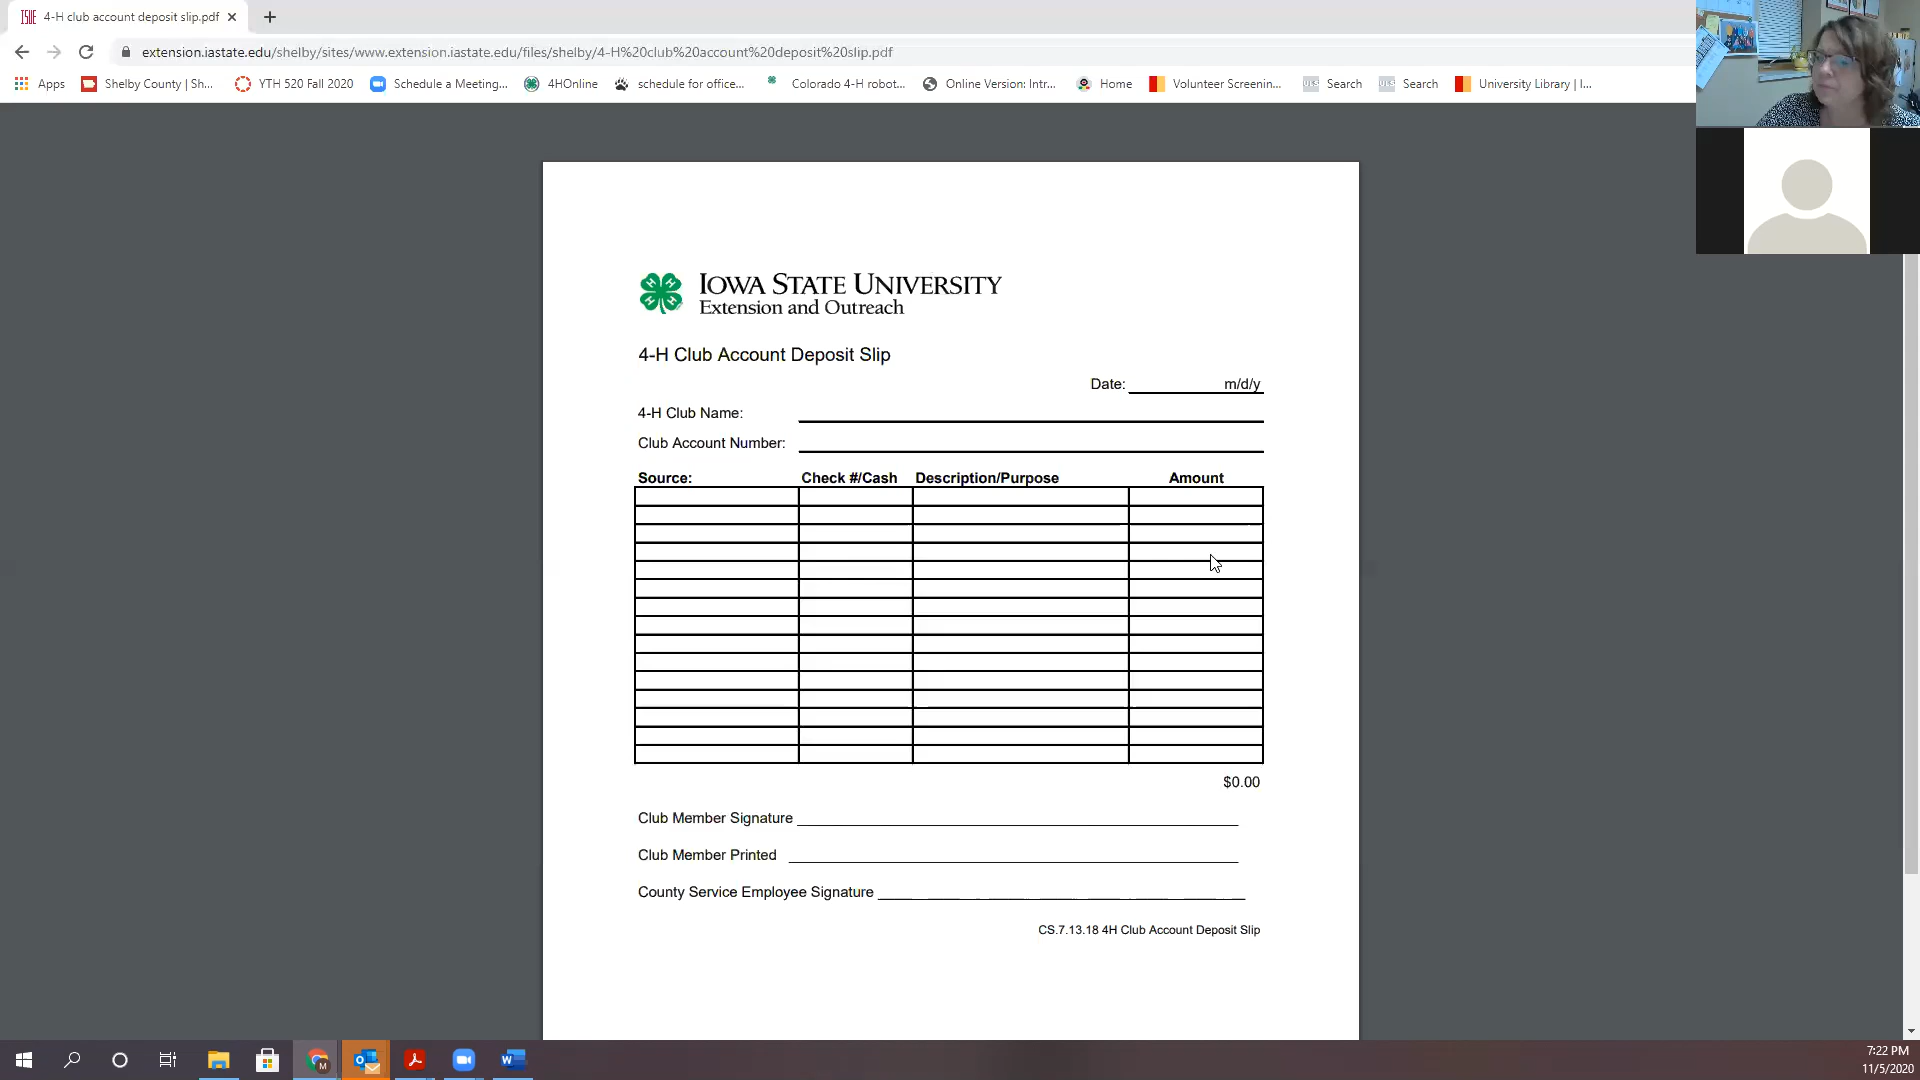 4-H club account deposit slip.pdf
extension.iastate.edu/shelby/sites/www.extension.iastate.edu/files/shelby/4-H%20club%20account%20deposit%20slip.pdf
Apps Shelby County | Sh... YTH 520 Fall 2020 Schedule a Meeting... 4HOnline schedule for office... Colorado 4-H robot... Online Version: Intr... Home Volunteer Screenin... Search Search University Library | I...
IOWA STATE UNIVERSITY
Extension and Outreach
4-H Club Account Deposit Slip
Date: m/d/y
4-H Club Name:
Club Account Number:
Source: Check #/Cash Description/Purpose Amount
$0.00
Club Member Signature
Club Member Printed
County Service Employee Signature
CS.7.13.18 4H Club Account Deposit Slip
7:22 PM
11/5/2020